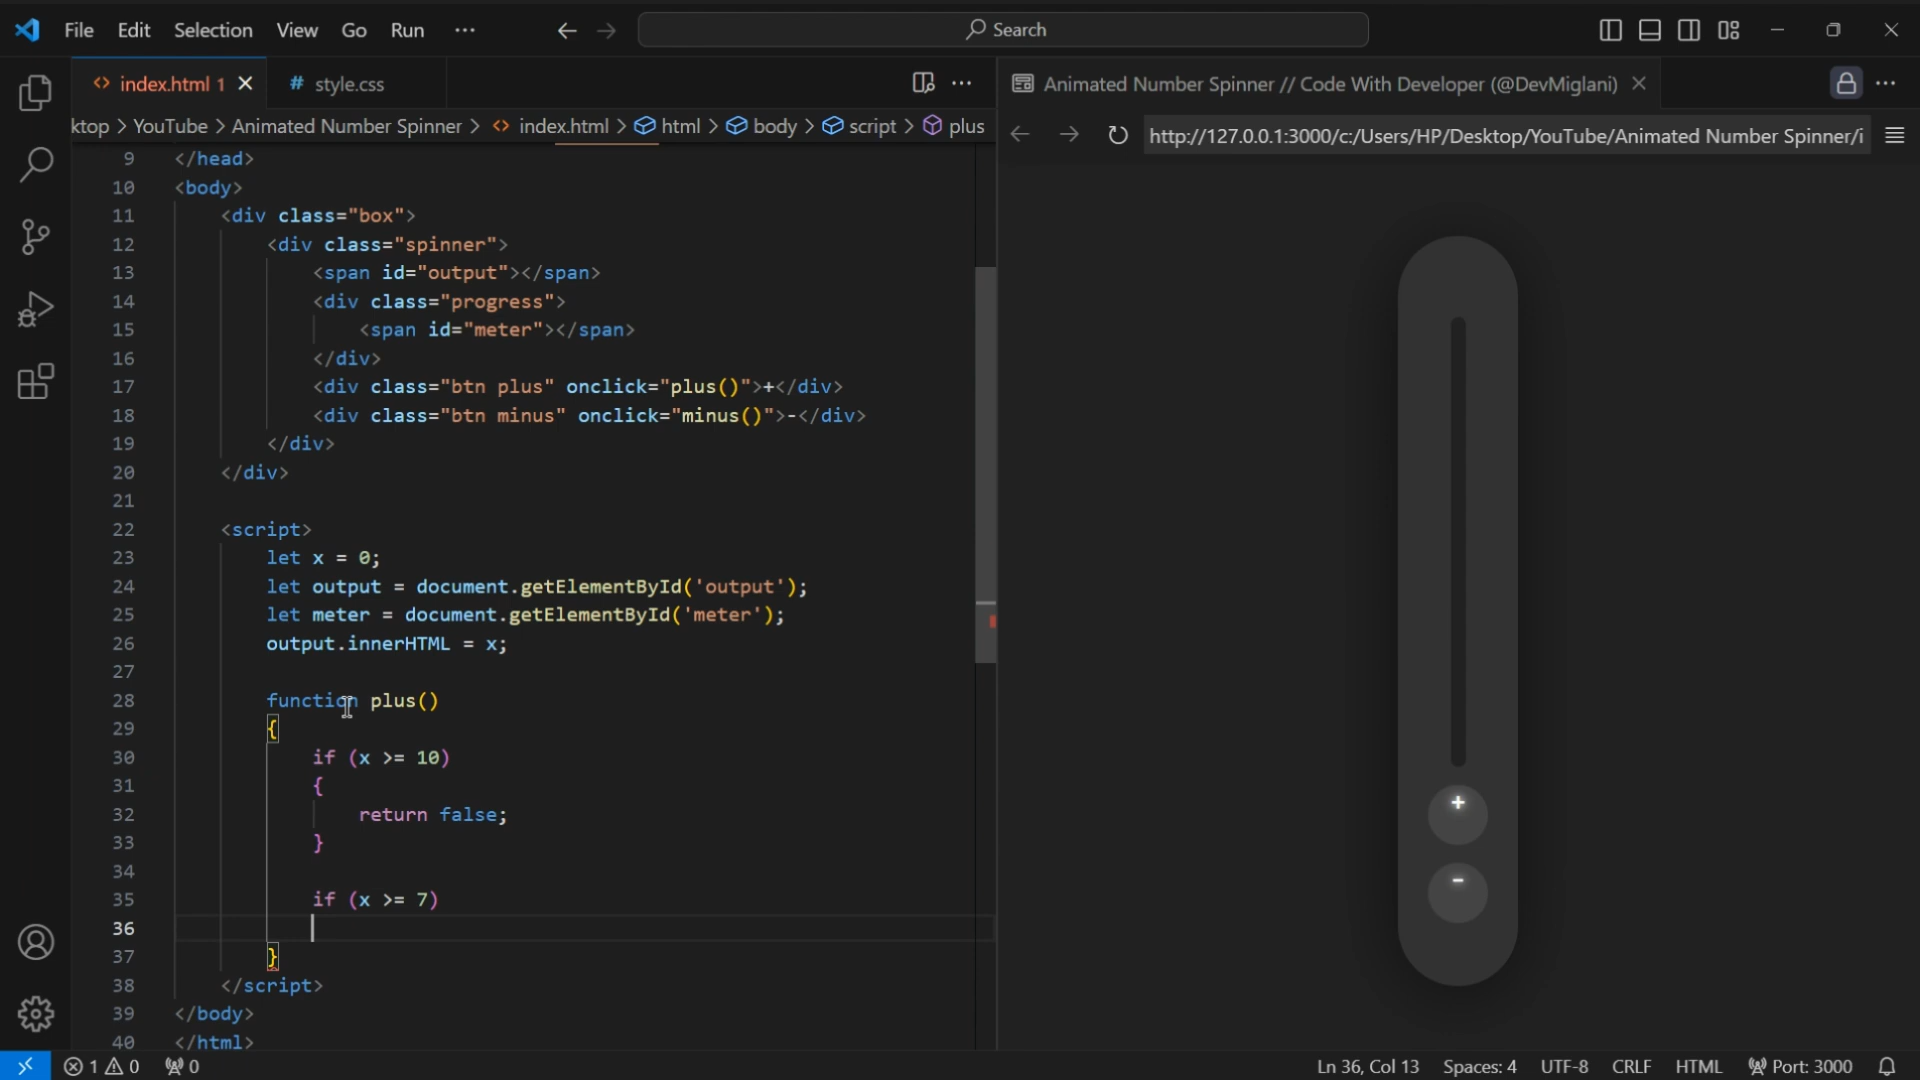 File Edit Selection View Go Run ··· Search
index.html 1 # style.css ···
ktop > YouTube > Animated Number Spinner > index.html > html > body > script > plus
9 </head>
10 <body>
11 <div class="box">
12 <div class="spinner">
13 <span id="output"></span>
14 <div class="progress">
15 <span id="meter"></span>
16 </div>
17 <div class="btn plus" onclick="plus()">+</div>
18 <div class="btn minus" onclick="minus()">-</div>
19 </div>
20 </div>
21
22 <script>
23 let x = 0;
24 let output = document.getElementById('output');
25 let meter = document.getElementById('meter');
26 output.innerHTML = x;
27
28 function plus()
29 {
30 if (x >= 10)
31 {
32 return false;
33 }
34
35 if (x >= 7)
36
37 }
38 </script>
39 </body>
40 </html>
Animated Number Spinner // Code With Developer (@DevMiglani) ···
http://127.0.0.1:3000/c:/Users/HP/Desktop/YouTube/Animated Number Spinner/i
+
-
1 0 0 Ln 36, Col 13 Spaces: 4 UTF-8 CRLF HTML Port: 3000